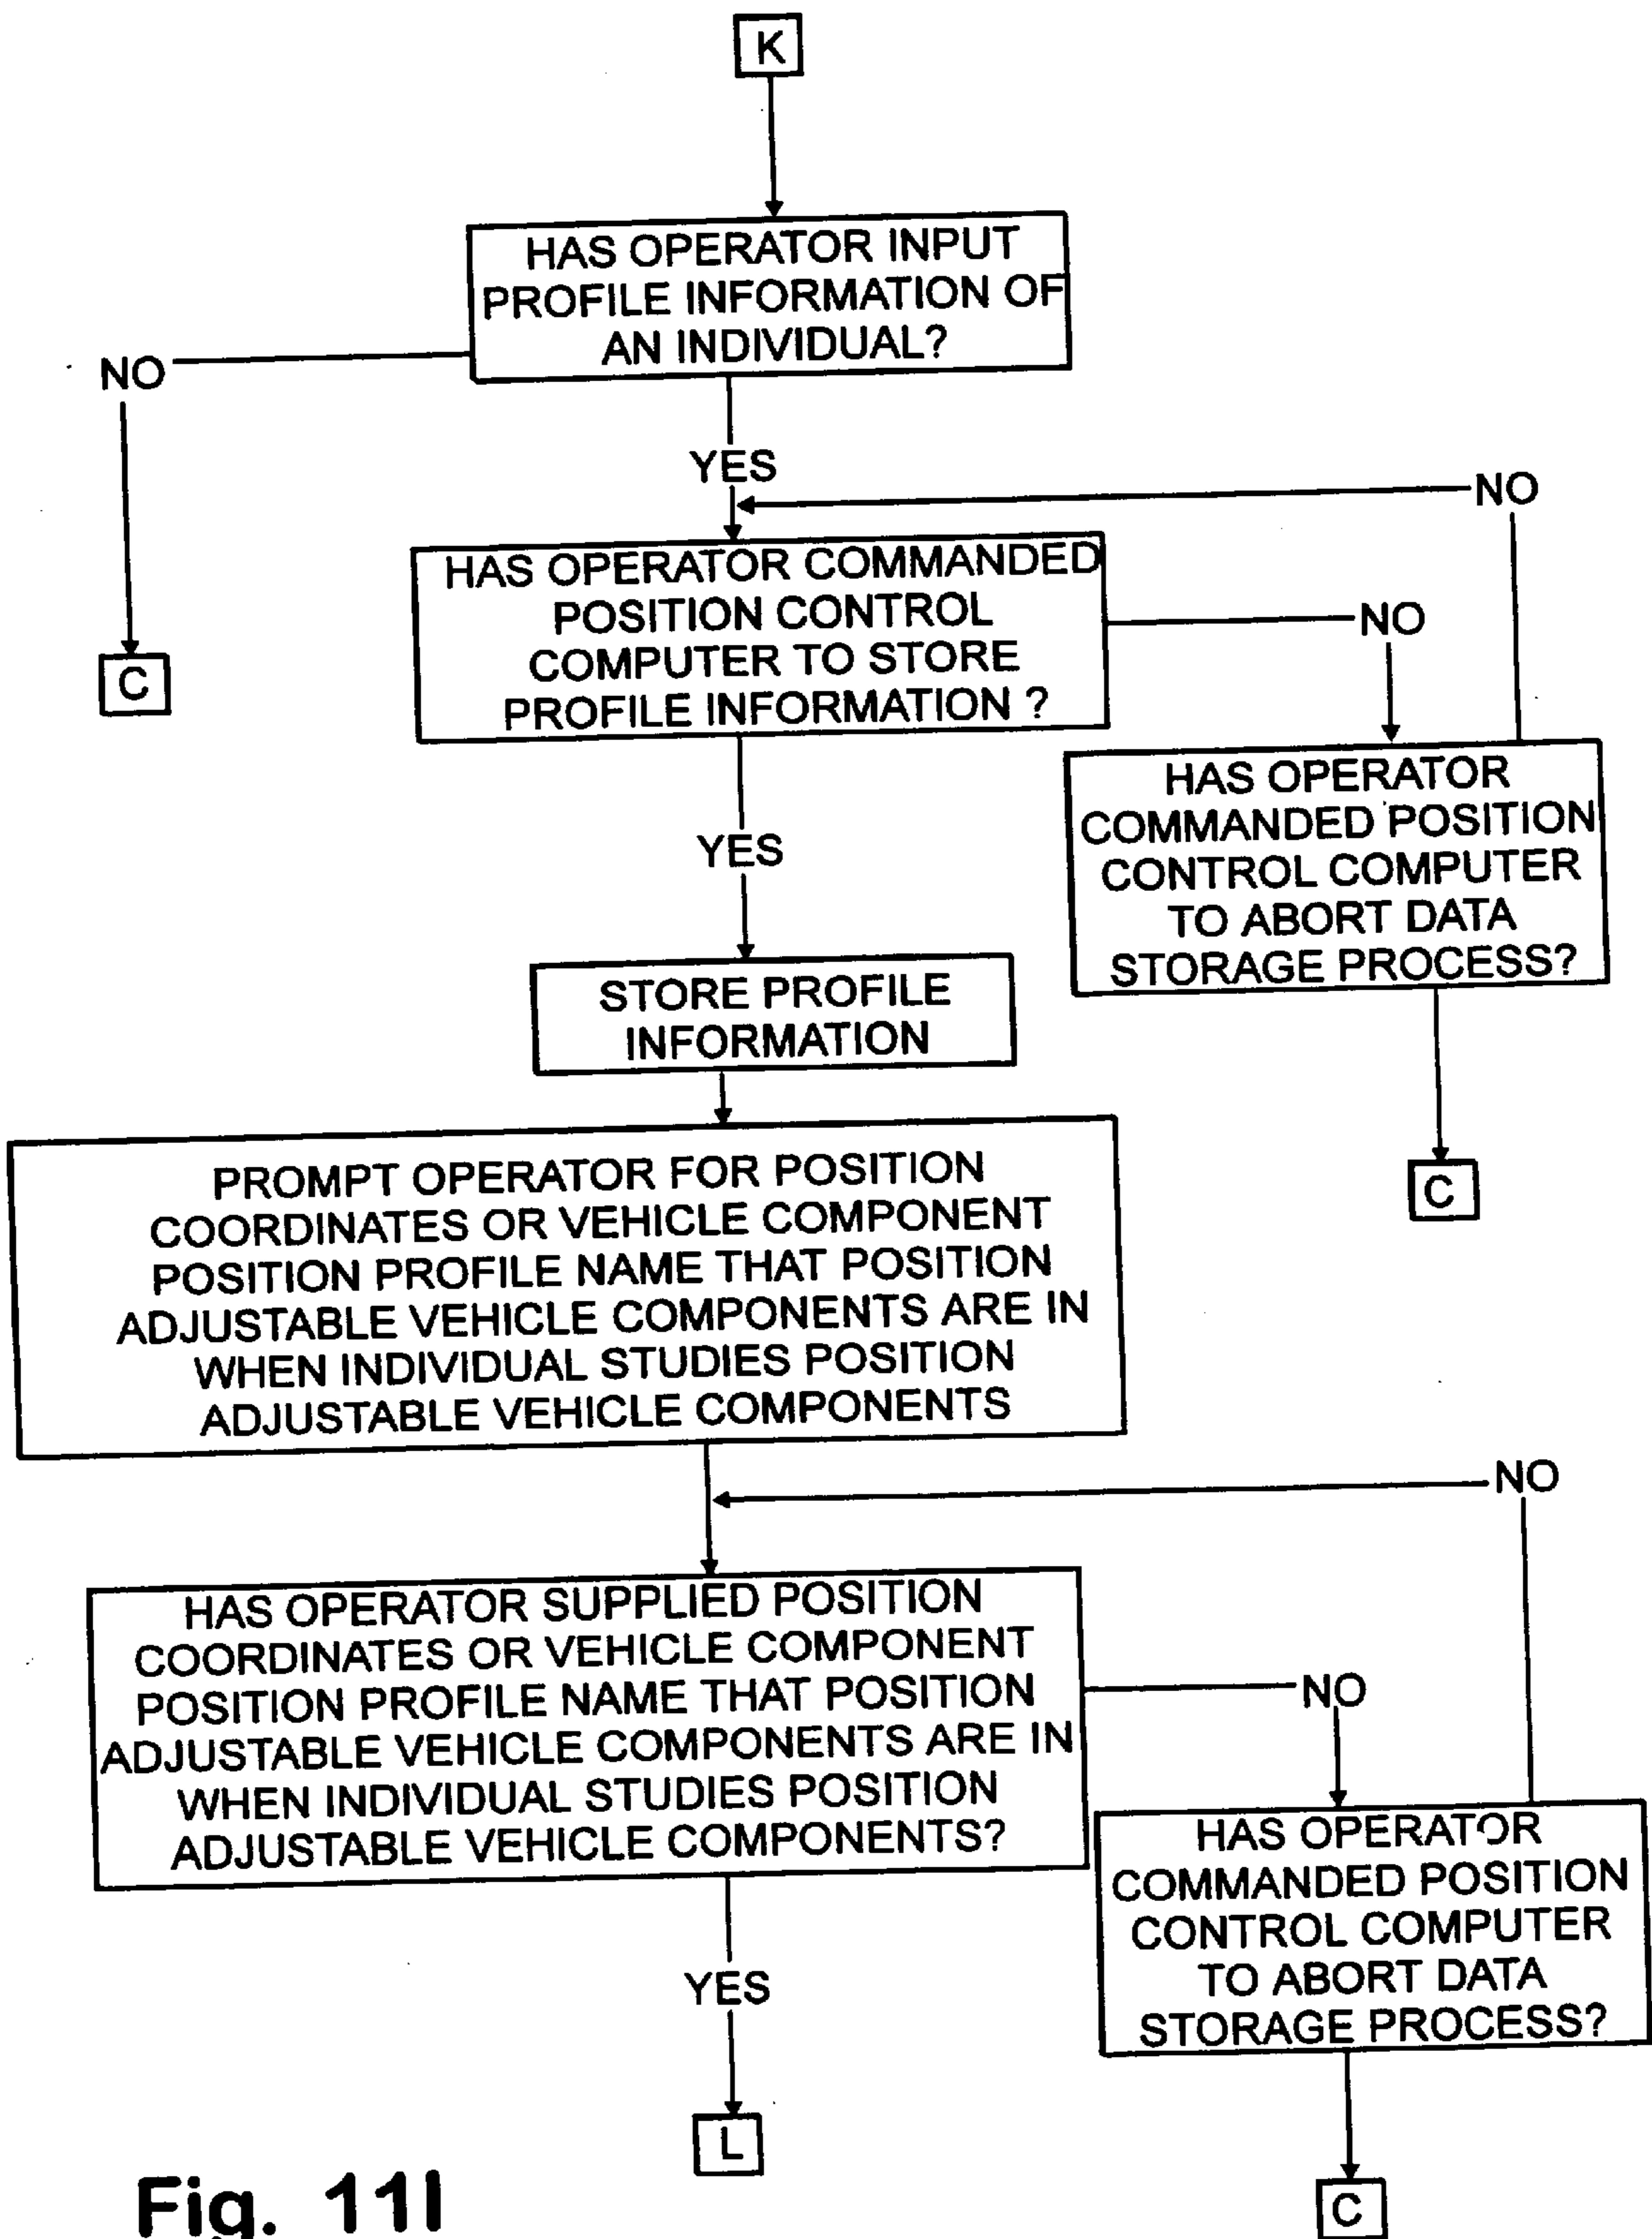 K
HAS OPERATOR INPUT
PROFILE INFORMATION OF
AN INDIVIDUAL?
NO
YES
NO
C
HAS OPERATOR COMMANDED
POSITION CONTROL
COMPUTER TO STORE
PROFILE INFORMATION ?
NO
YES
HAS OPERATOR
COMMANDED POSITION
CONTROL COMPUTER
TO ABORT DATA
STORAGE PROCESS?
C
STORE PROFILE
INFORMATION
PROMPT OPERATOR FOR POSITION
COORDINATES OR VEHICLE COMPONENT
POSITION PROFILE NAME THAT POSITION
ADJUSTABLE VEHICLE COMPONENTS ARE IN
WHEN INDIVIDUAL STUDIES POSITION
ADJUSTABLE VEHICLE COMPONENTS
NO
HAS OPERATOR SUPPLIED POSITION
COORDINATES OR VEHICLE COMPONENT
POSITION PROFILE NAME THAT POSITION
ADJUSTABLE VEHICLE COMPONENTS ARE IN
WHEN INDIVIDUAL STUDIES POSITION
ADJUSTABLE VEHICLE COMPONENTS?
NO
YES
HAS OPERATOR
COMMANDED POSITION
CONTROL COMPUTER
TO ABORT DATA
STORAGE PROCESS?
L
C
Fig. 11I